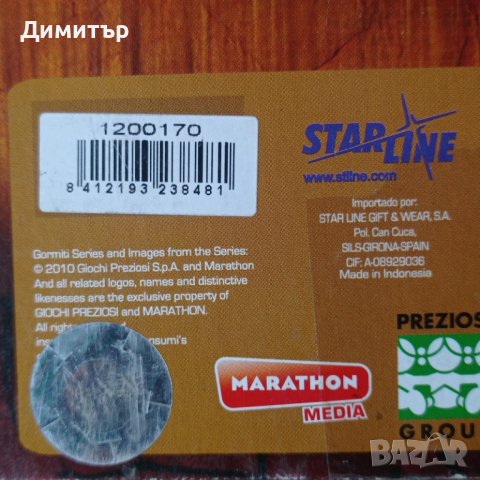 Димитър
1200170
8 412193 238481
STAR LINE
www.stline.com
Importado por:
STAR LINE GIFT & WEAR, S.A.
Pol. Can Cuca,
SILS-GIRONA-SPAIN
CIF: A-08929036
Made in Indonesia
Gormiti Series and Images from the Series:
© 2010 Giochi Preziosi S.p.A. and Marathon
And all related logos, names and distinctive
likenesses are the exclusive property of
GIOCHI PREZIOSI and MARATHON.
All
MARATHON
MEDIA
PREZIOS
GROU
BAZAR